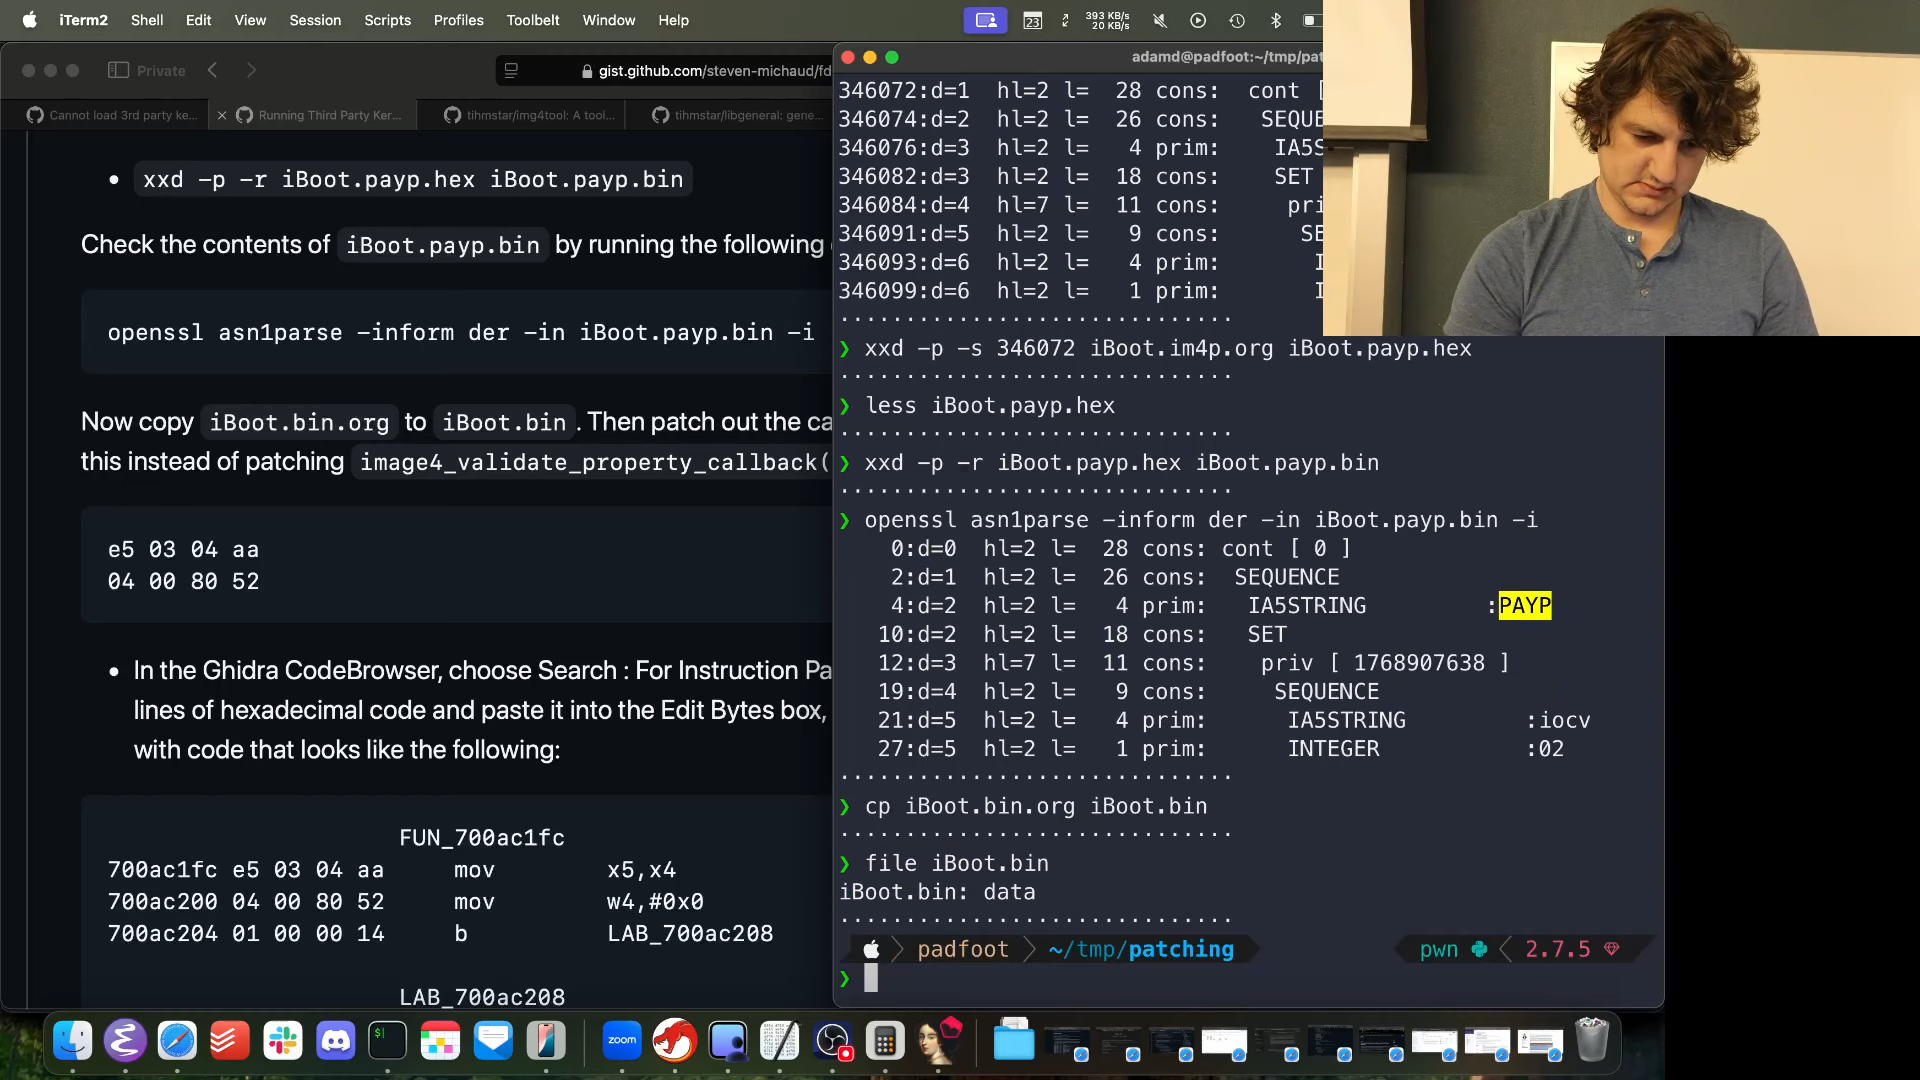 iTerm2 Shell Edit View Session Scripts Profiles Toolbelt Window Help
23
393 KB/s
20 KB/s
Private
gist.github.com/steven-michaud/fd
Cannot load 3rd party ke...
Running Third Party Ker...
tihmstar/img4tool: A tool...
tihmstar/libgeneral: gene...
xxd -p -r iBoot.payp.hex iBoot.payp.bin
Check the contents of iBoot.payp.bin by running the following
openssl asn1parse -inform der -in iBoot.payp.bin -i
Now copy iBoot.bin.org to iBoot.bin. Then patch out the ca
this instead of patching image4_validate_property_callback(
e5 03 04 aa
04 00 80 52
In the Ghidra CodeBrowser, choose Search : For Instruction Pa
lines of hexadecimal code and paste it into the Edit Bytes box,
with code that looks like the following:
FUN_700ac1fc
700ac1fc e5 03 04 aa mov x5,x4
700ac200 04 00 80 52 mov w4,#0x0
700ac204 01 00 00 14 b LAB_700ac208
LAB_700ac208
adamd@padfoot:~/tmp/pat
346072:d=1 hl=2 l= 28 cons: cont [
346074:d=2 hl=2 l= 26 cons: SEQUE
346076:d=3 hl=2 l= 4 prim: IA5S
346082:d=3 hl=2 l= 18 cons: SET
346084:d=4 hl=7 l= 11 cons: pri
346091:d=5 hl=2 l= 9 cons: SE
346093:d=6 hl=2 l= 4 prim: I
346099:d=6 hl=2 l= 1 prim: I
..............................
❯ xxd -p -s 346072 iBoot.im4p.org iBoot.payp.hex
..............................
❯ less iBoot.payp.hex
..............................
❯ xxd -p -r iBoot.payp.hex iBoot.payp.bin
..............................
❯ openssl asn1parse -inform der -in iBoot.payp.bin -i
0:d=0 hl=2 l= 28 cons: cont [ 0 ]
2:d=1 hl=2 l= 26 cons: SEQUENCE
4:d=2 hl=2 l= 4 prim: IA5STRING :PAYP
10:d=2 hl=2 l= 18 cons: SET
12:d=3 hl=7 l= 11 cons: priv [ 1768907638 ]
19:d=4 hl=2 l= 9 cons: SEQUENCE
21:d=5 hl=2 l= 4 prim: IA5STRING :iocv
27:d=5 hl=2 l= 1 prim: INTEGER :02
..............................
❯ cp iBoot.bin.org iBoot.bin
..............................
❯ file iBoot.bin
iBoot.bin: data
..............................
padfoot ~/tmp/patching pwn 2.7.5
❯
$
zoom